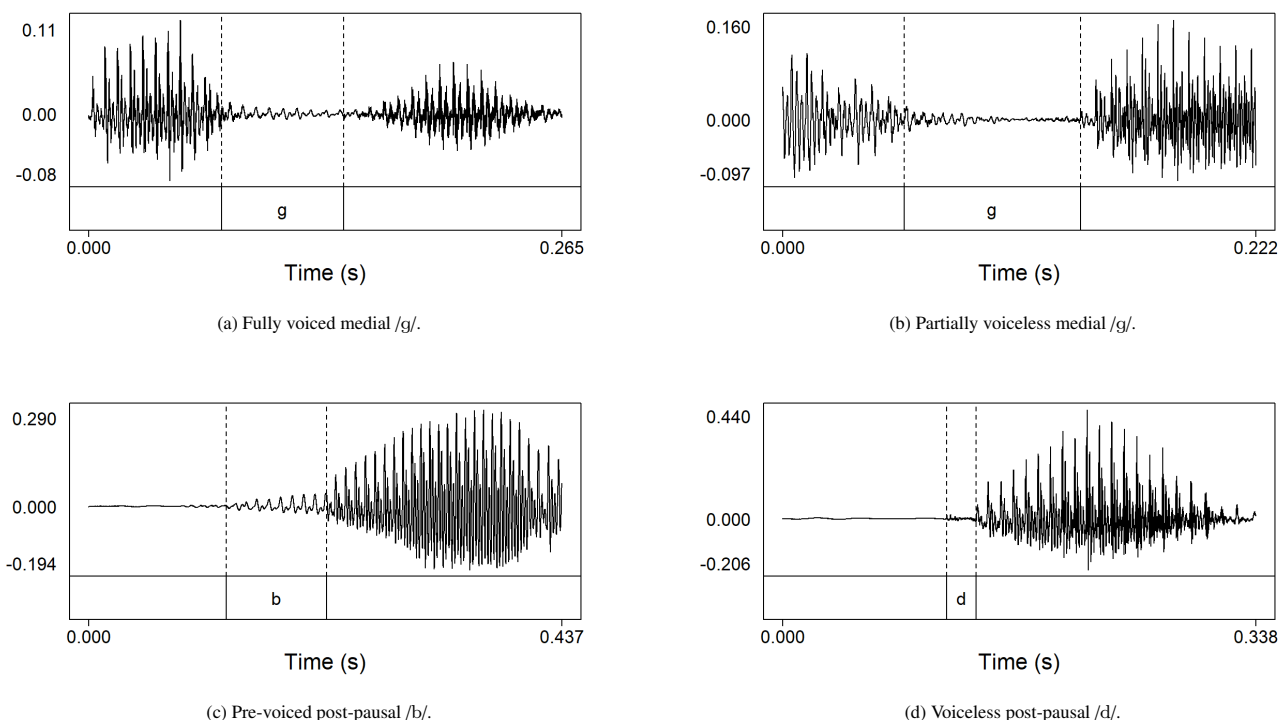 0.11
0.00
-0.08
g
0.000 0.265
Time (s)
(a) Fully voiced medial /ɡ/.
0.160
0.000
-0.097
g
0.000 0.222
Time (s)
(b) Partially voiceless medial /ɡ/.
0.290
0.000
-0.194
b
0.000 0.437
Time (s)
(c) Pre-voiced post-pausal /b/.
0.440
0.000
-0.206
d
0.000 0.338
Time (s)
(d) Voiceless post-pausal /d/.